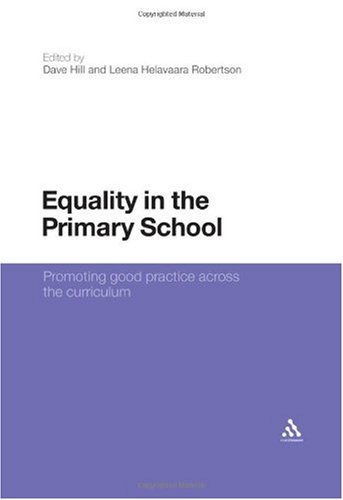 Copyrighted Material
Edited by
Dave Hill and Leena Helavaara Robertson
Equality in the
Primary School
Promoting good practice across
the curriculum
continuum
Copyrighted Material